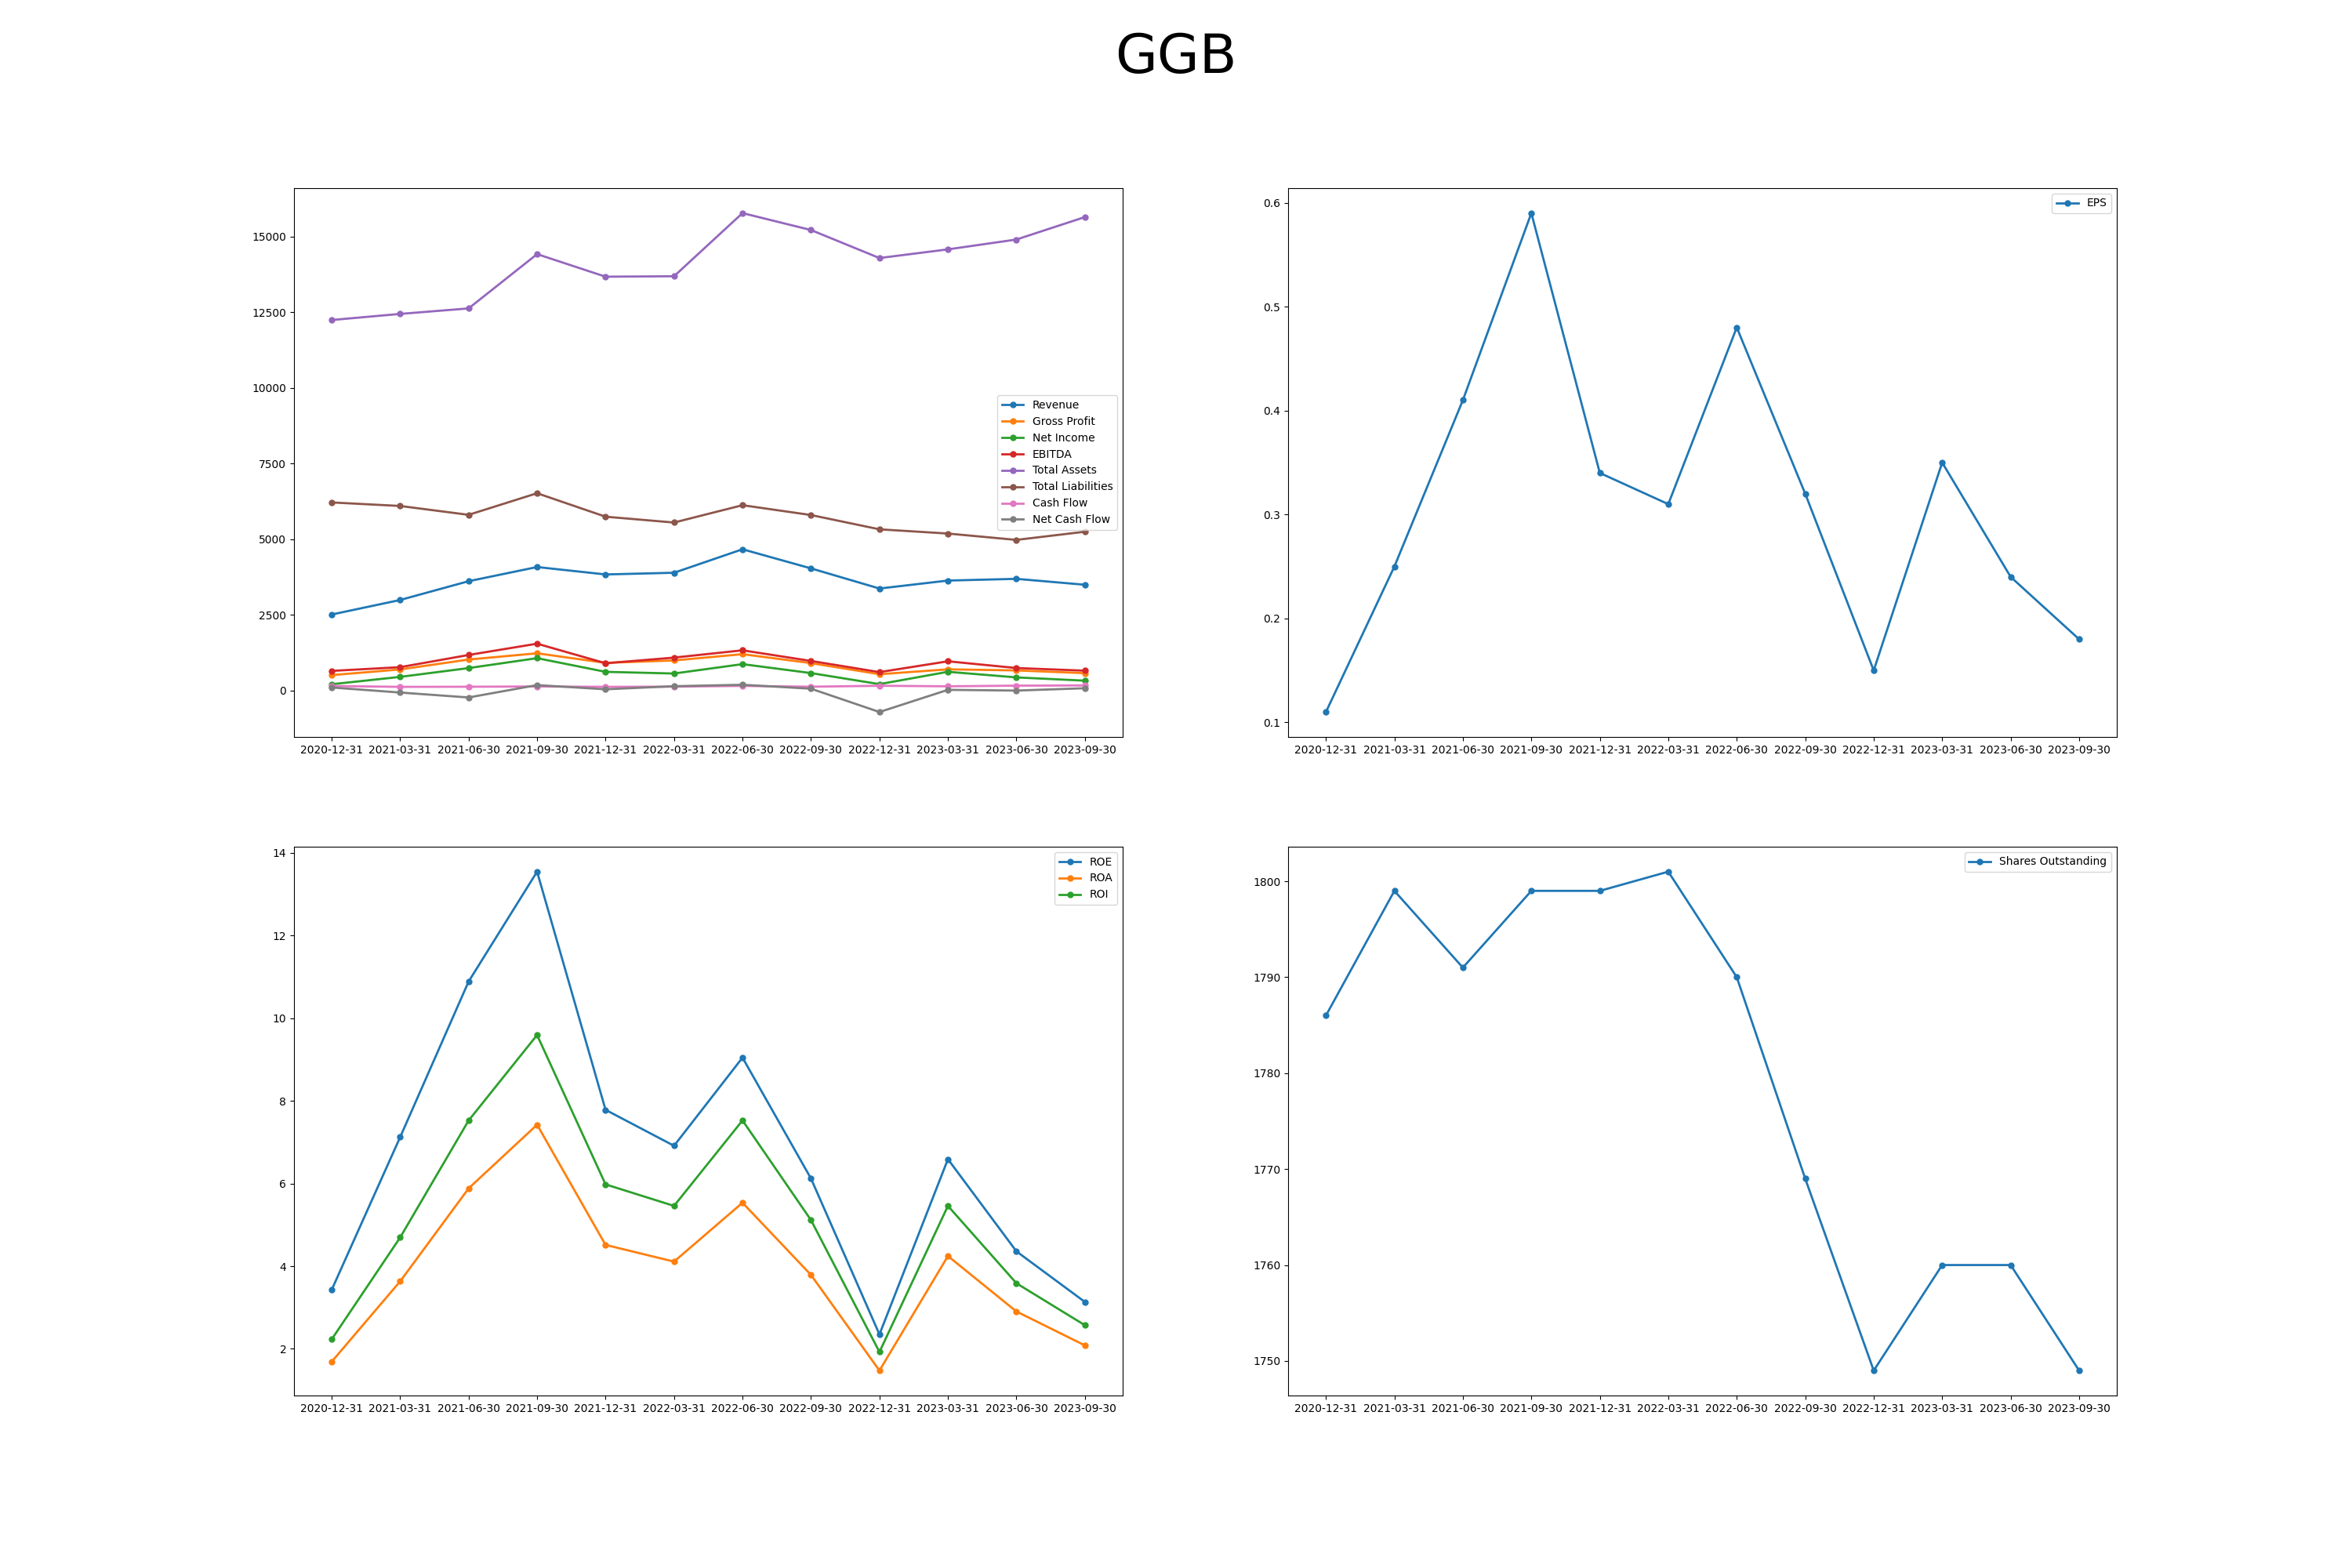 GGB
15000
12500
10000
7500
5000
2500
0
Revenue
Gross Profit
Net Income
EBITDA
Total Assets
Total Liabilities
Cash Flow
Net Cash Flow
2020-12-31 2021-03-31 2021-06-30 2021-09-30 2021-12-31 2022-03-31 2022-06-30 2022-09-30 2022-12-31 2023-03-31 2023-06-30 2023-09-30
0.6
0.5
0.4
0.3
0.2
0.1
EPS
2020-12-31 2021-03-31 2021-06-30 2021-09-30 2021-12-31 2022-03-31 2022-06-30 2022-09-30 2022-12-31 2023-03-31 2023-06-30 2023-09-30
14
12
10
8
6
4
2
ROE
ROA
ROI
2020-12-31 2021-03-31 2021-06-30 2021-09-30 2021-12-31 2022-03-31 2022-06-30 2022-09-30 2022-12-31 2023-03-31 2023-06-30 2023-09-30
1800
1790
1780
1770
1760
1750
Shares Outstanding
2020-12-31 2021-03-31 2021-06-30 2021-09-30 2021-12-31 2022-03-31 2022-06-30 2022-09-30 2022-12-31 2023-03-31 2023-06-30 2023-09-30